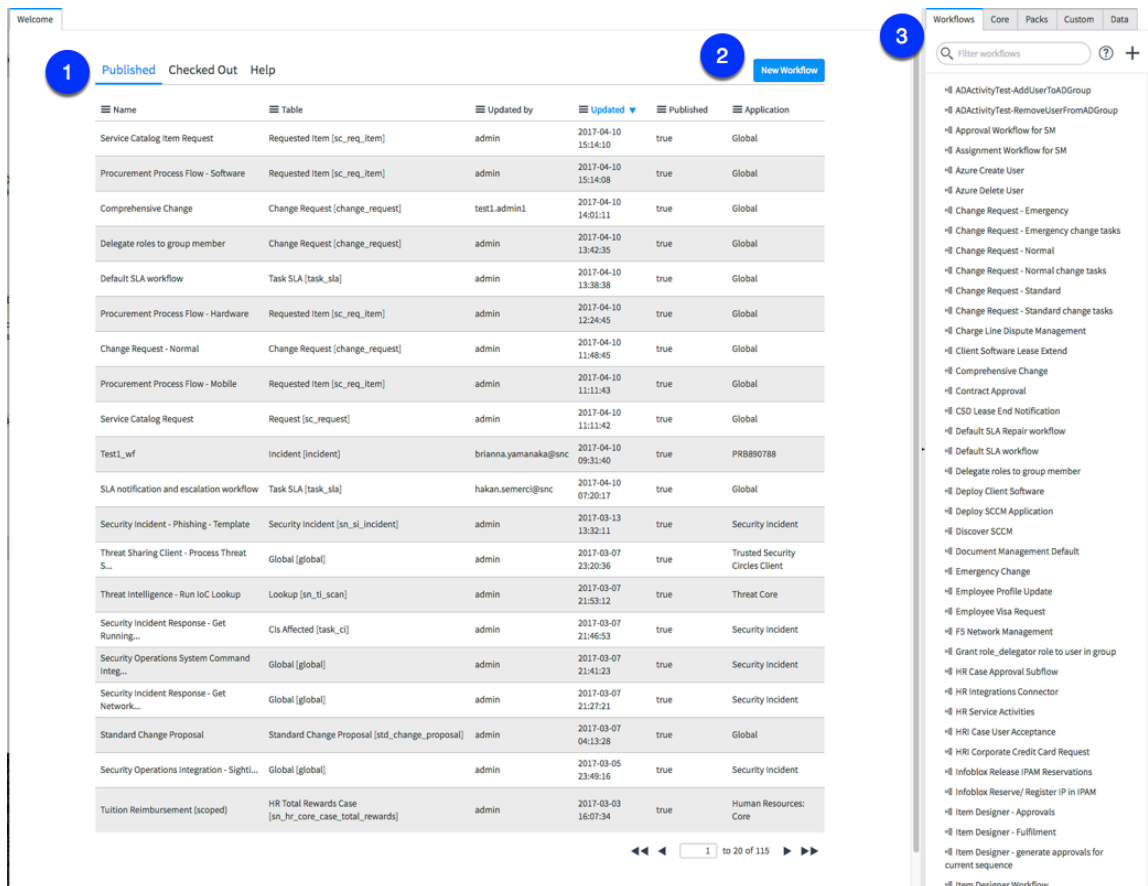 Welcome
1
Published Checked Out Help
2
New Workflow
Name Table Updated by Updated Published Application
Service Catalog Item Request Requested Item [sc_req_item] admin 2017-04-10 15:14:10 true Global
Procurement Process Flow - Software Requested Item [sc_req_item] admin 2017-04-10 15:14:08 true Global
Comprehensive Change Change Request [change_request] test1.admin1 2017-04-10 14:01:11 true Global
Delegate roles to group member Change Request [change_request] admin 2017-04-10 13:42:35 true Global
Default SLA workflow Task SLA [task_sla] admin 2017-04-10 13:38:38 true Global
Procurement Process Flow - Hardware Requested Item [sc_req_item] admin 2017-04-10 12:24:45 true Global
Change Request - Normal Change Request [change_request] admin 2017-04-10 11:48:45 true Global
Procurement Process Flow - Mobile Requested Item [sc_req_item] admin 2017-04-10 11:11:43 true Global
Service Catalog Request Request [sc_request] admin 2017-04-10 11:11:42 true Global
Test1_wf Incident [incident] brianna.yamanaka@snc 2017-04-10 09:31:40 true PRB890788
SLA notification and escalation workflow Task SLA [task_sla] hakan.semerci@snc 2017-04-10 07:20:17 true Global
Security Incident - Phishing - Template Security Incident [sn_si_incident] admin 2017-03-13 13:32:11 true Security Incident
Threat Sharing Client - Process Threat S... Global [global] admin 2017-03-07 23:20:36 true Trusted Security Circles Client
Threat Intelligence - Run IoC Lookup Lookup [sn_ti_scan] admin 2017-03-07 21:53:12 true Threat Core
Security Incident Response - Get Running... CIs Affected [task_ci] admin 2017-03-07 21:46:53 true Security Incident
Security Operations System Command Integ... Global [global] admin 2017-03-07 21:41:23 true Security Incident
Security Incident Response - Get Network... Global [global] admin 2017-03-07 21:27:21 true Security Incident
Standard Change Proposal Standard Change Proposal [std_change_proposal] admin 2017-03-07 04:13:28 true Global
Security Operations Integration - Sighti... Global [global] admin 2017-03-05 23:49:16 true Security Incident
Tuition Reimbursement (scoped) HR Total Rewards Case [sn_hr_core_case_total_rewards] admin 2017-03-03 16:07:34 true Human Resources: Core
1 to 20 of 115
3
Workflows Core Packs Custom Data
Filter workflows
ADActivityTest-AddUserToADGroup
ADActivityTest-RemoveUserFromADGroup
Approval Workflow for SM
Assignment Workflow for SM
Azure Create User
Azure Delete User
Change Request - Emergency
Change Request - Emergency change tasks
Change Request - Normal
Change Request - Normal change tasks
Change Request - Standard
Change Request - Standard change tasks
Charge Line Dispute Management
Client Software Lease Extend
Comprehensive Change
Contract Approval
CSD Lease End Notification
Default SLA Repair workflow
Default SLA workflow
Delegate roles to group member
Deploy Client Software
Deploy SCCM Application
Discover SCCM
Document Management Default
Emergency Change
Employee Profile Update
Employee Visa Request
F5 Network Management
Grant role_delegator role to user in group
HR Case Approval Subflow
HR Integrations Connector
HR Service Activities
HRI Case User Acceptance
HRI Corporate Credit Card Request
Infoblox Release IPAM Reservations
Infoblox Reserve/ Register IP in IPAM
Item Designer - Approvals
Item Designer - Fulfilment
Item Designer - generate approvals for
current sequence
Item Designer Workflow